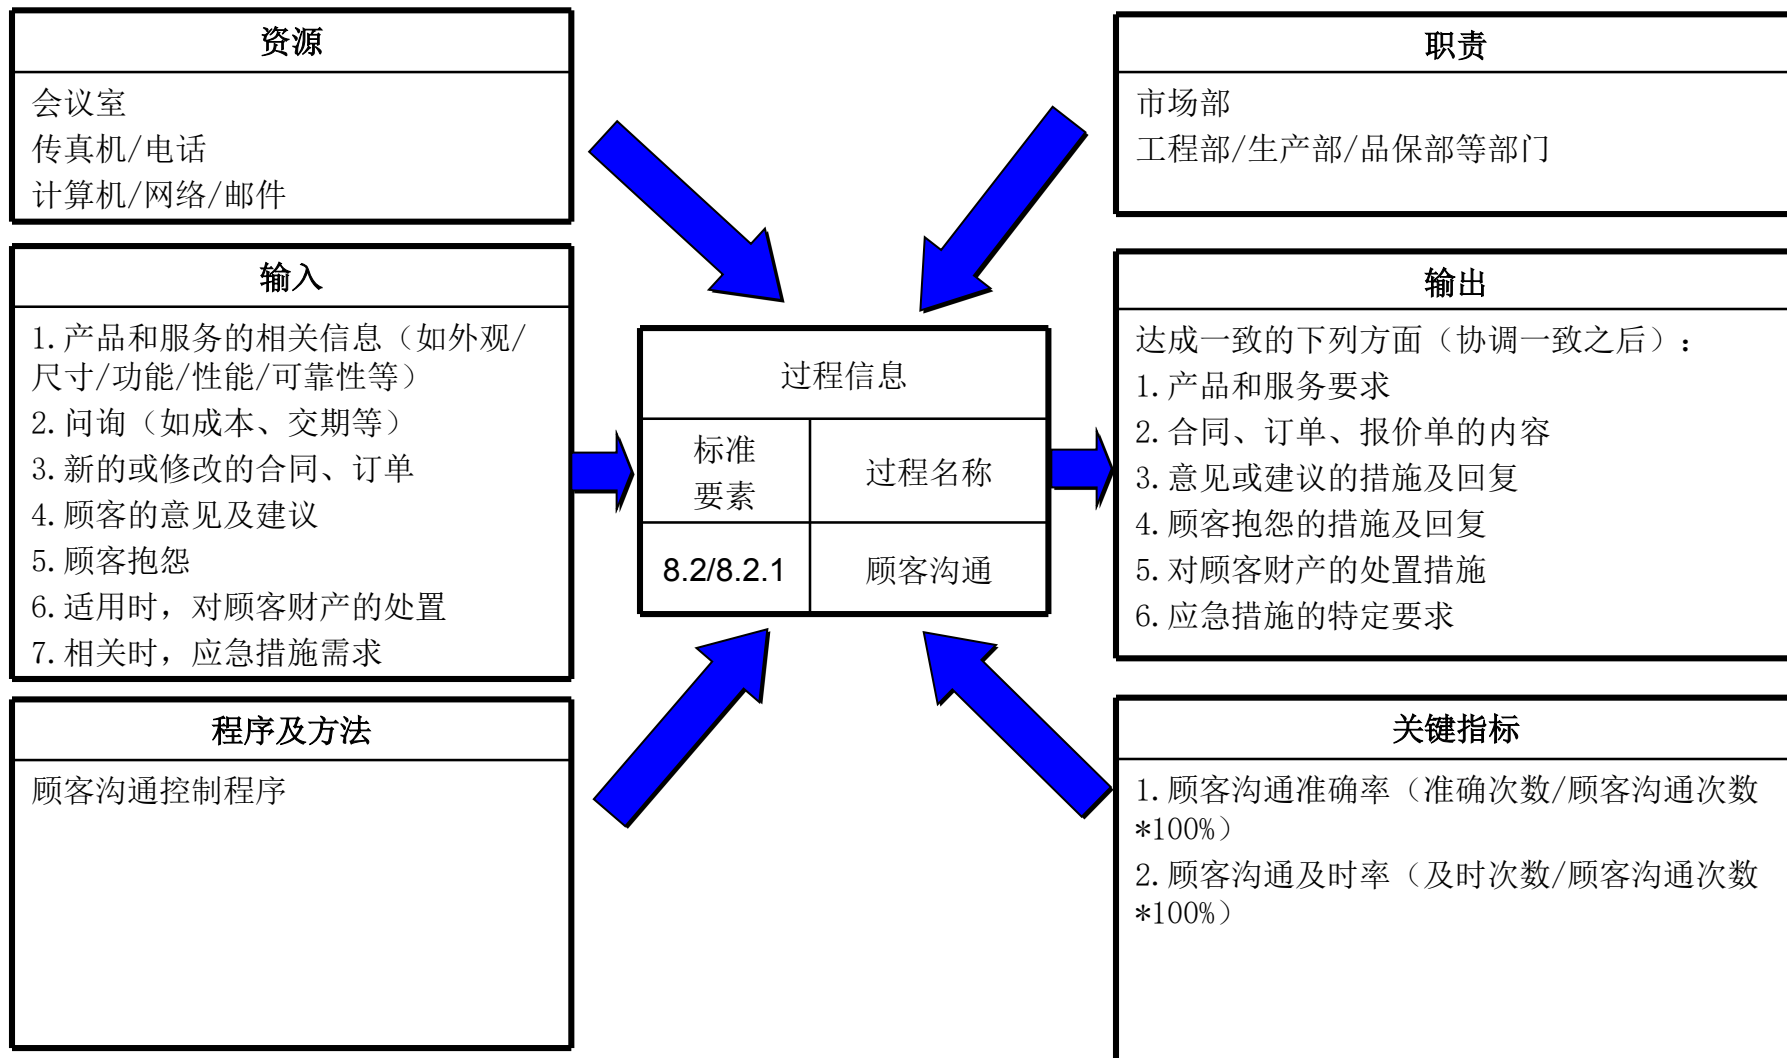 资源
会议室
传真机/电话
计算机/网络/邮件
职责
市场部
工程部/生产部/品保部等部门
输入
1.产品和服务的相关信息（如外观/
尺寸/功能/性能/可靠性等）
2.问询（如成本、交期等）
3.新的或修改的合同、订单
4.顾客的意见及建议
5.顾客抱怨
6.适用时，对顾客财产的处置
7.相关时，应急措施需求
过程信息
标准
要素
过程名称
8.2/8.2.1
顾客沟通
输出
达成一致的下列方面（协调一致之后）：
1.产品和服务要求
2.合同、订单、报价单的内容
3.意见或建议的措施及回复
4.顾客抱怨的措施及回复
5.对顾客财产的处置措施
6.应急措施的特定要求
程序及方法
顾客沟通控制程序
关键指标
1.顾客沟通准确率（准确次数/顾客沟通次数
*100%）
2.顾客沟通及时率（及时次数/顾客沟通次数
*100%）